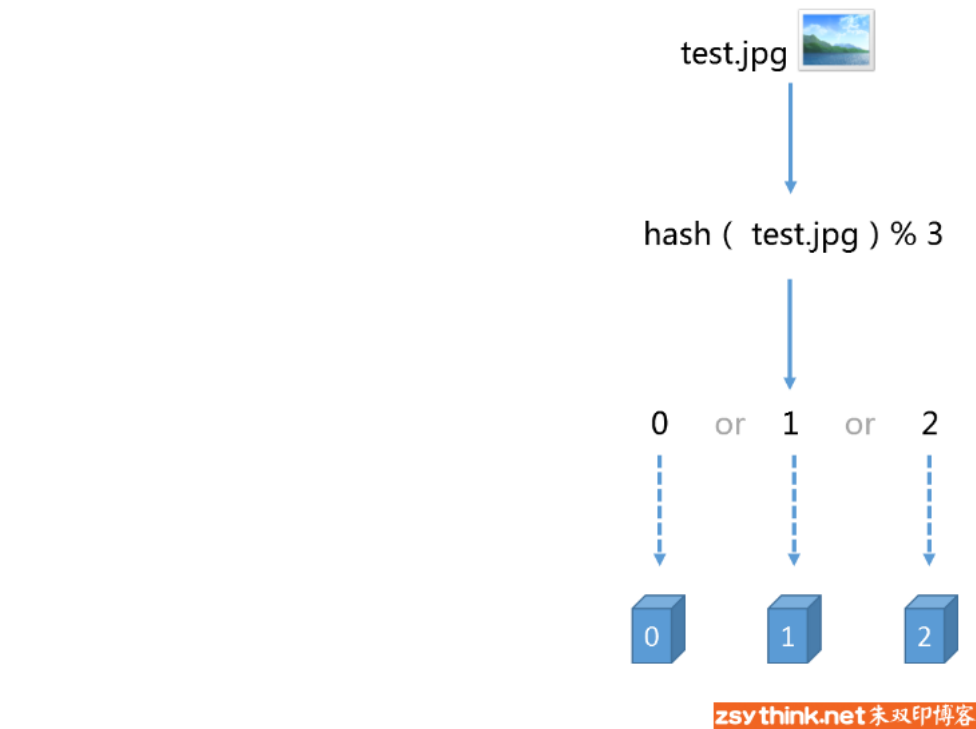 test.jpg
hash（ test.jpg ) % 3
0 or 1 or 2
0 1 2
zsythink.net朱双印博客